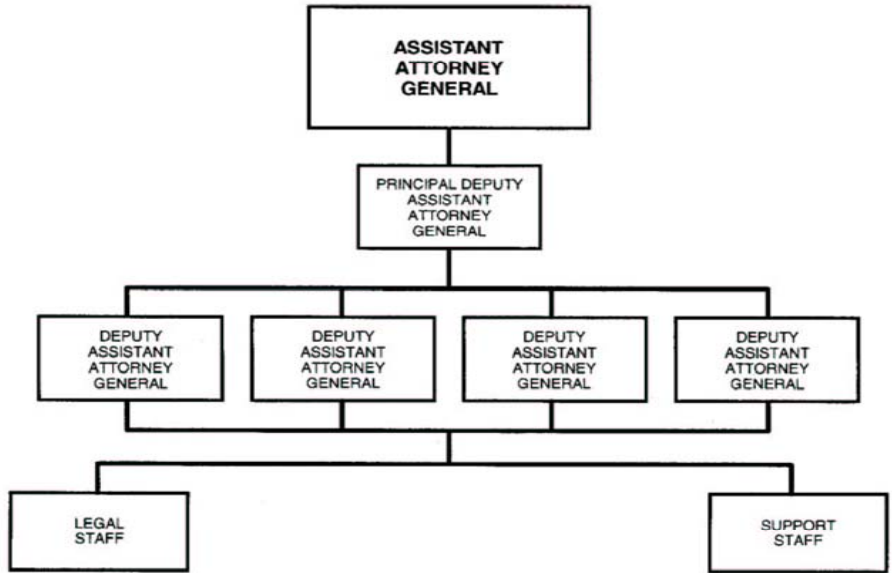 ASSISTANT
ATTORNEY
GENERAL
PRINCIPAL DEPUTY
ASSISTANT
ATTORNEY
GENERAL
DEPUTY
ASSISTANT
ATTORNEY
GENERAL
DEPUTY
ASSISTANT
ATTORNEY
GENERAL
DEPUTY
ASSISTANT
ATTORNEY
GENERAL
DEPUTY
ASSISTANT
ATTORNEY
GENERAL
LEGAL
STAFF
SUPPORT
STAFF